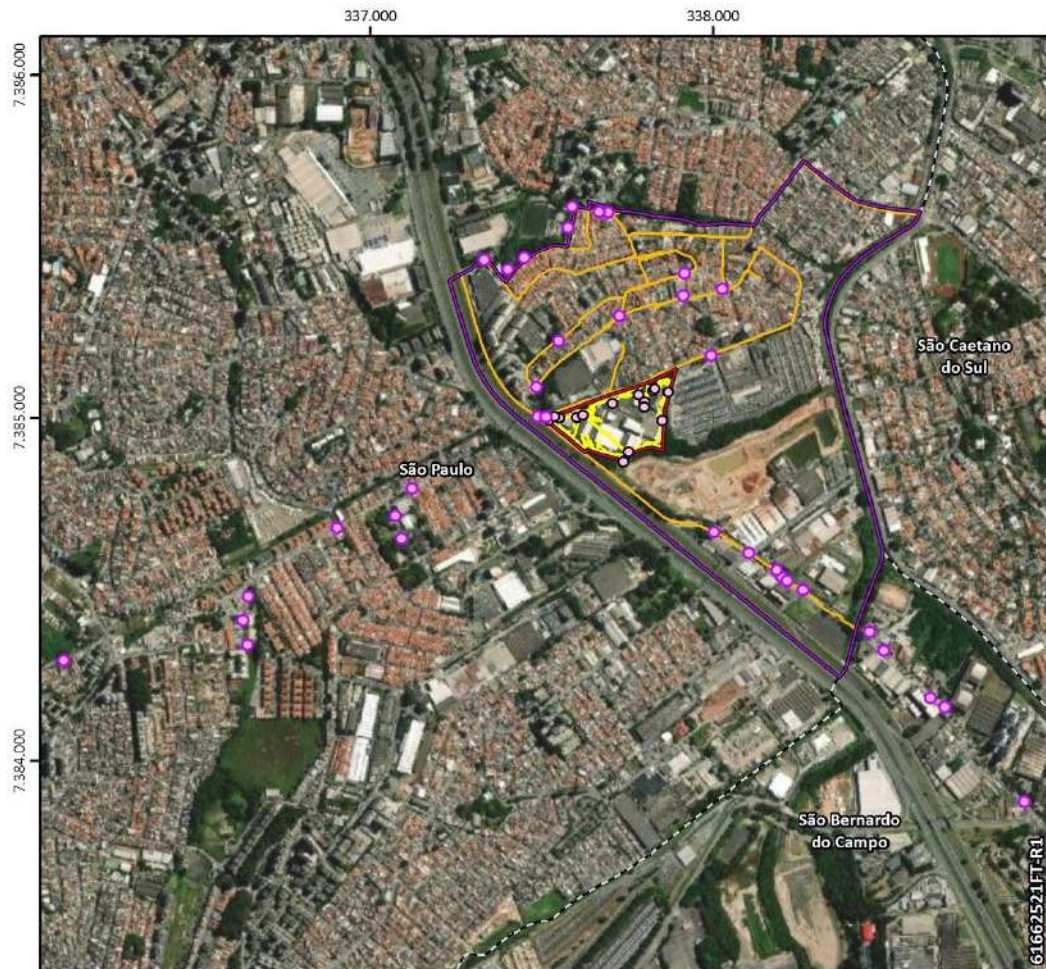 337.000
338.000
7.386.000
7.385.000
7.384.000
São Caetano
do Sul
São Paulo
São Bernardo
do Campo
61662521FT-R1